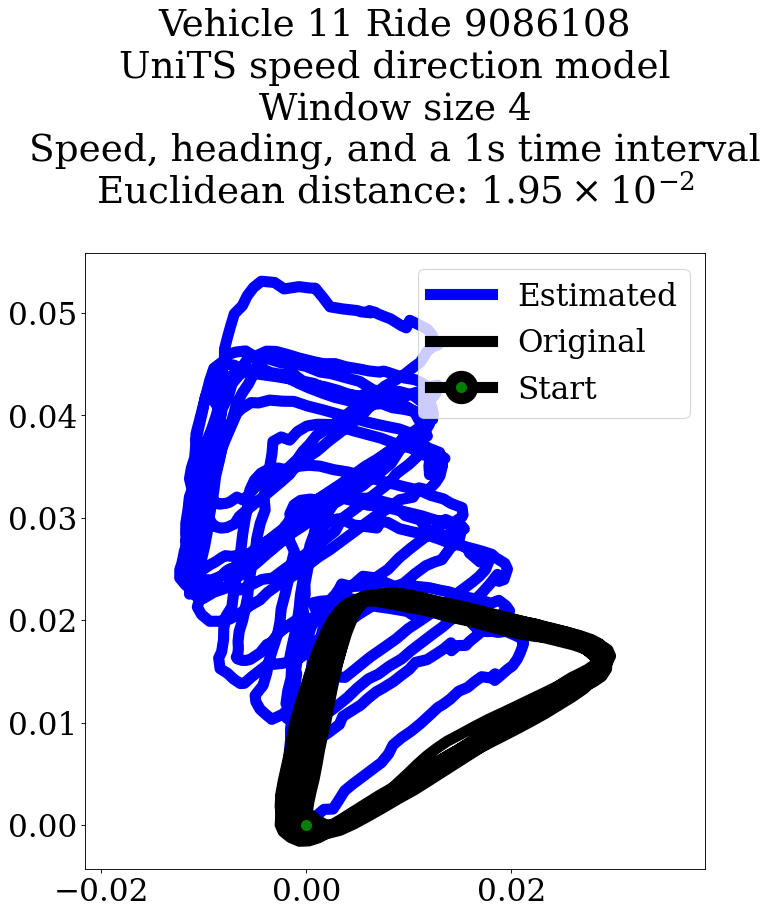 Vehicle 11 Ride 9086108
UniTS speed direction model
Window size 4
Speed, heading, and a 1s time interval
Euclidean distance: 1.95 × 10⁻²
Estimated
Original
Start
0.05
0.04
0.03
0.02
0.01
0.00
−0.02 0.00 0.02